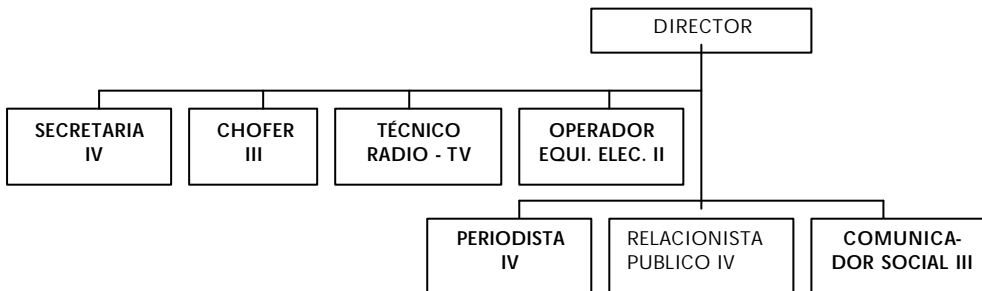 DIRECTOR
SECRETARIA
IV
CHOFER
III
TÉCNICO
RADIO - TV
OPERADOR
EQUI. ELEC. II
PERIODISTA
IV
RELACIONISTA
PUBLICO IV
COMUNICA-
DOR SOCIAL III